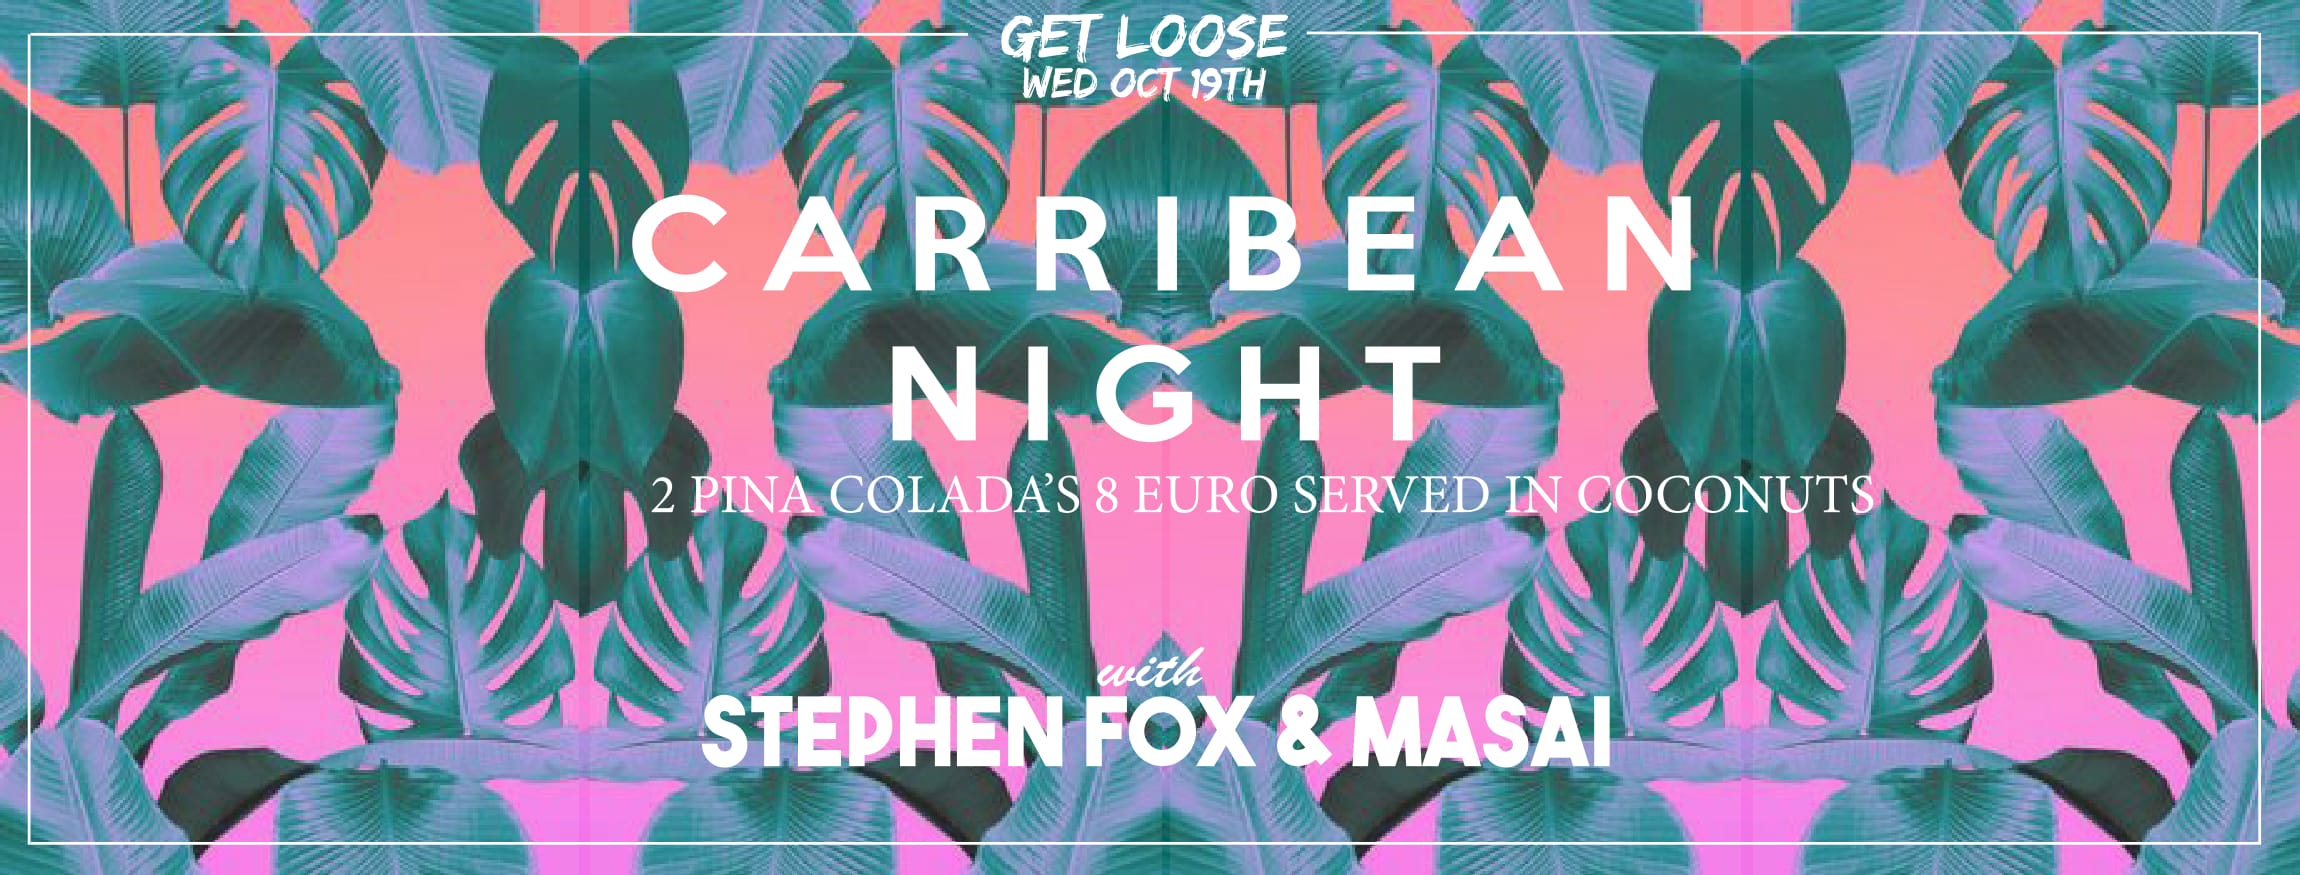 GET LOOSE
WED OCT 19TH
CARRIBEAN
NIGHT
2 PINA COLADA’S 8 EURO SERVED IN COCONUTS
with
STEPHEN FOX & MASAI